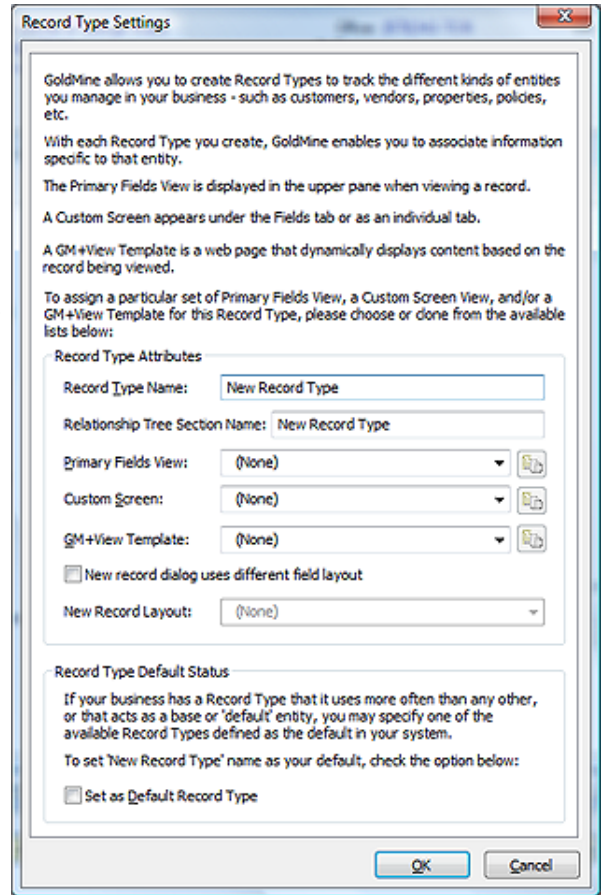 Record Type Settings
GoldMine allows you to create Record Types to track the different kinds of entities
you manage in your business - such as customers, vendors, properties, policies,
etc.
With each Record Type you create, GoldMine enables you to associate information
specific to that entity.
The Primary Fields View is displayed in the upper pane when viewing a record.
A Custom Screen appears under the Fields tab or as an individual tab.
A GM+View Template is a web page that dynamically displays content based on the
record being viewed.
To assign a particular set of Primary Fields View, a Custom Screen View, and/or a
GM+View Template for this Record Type, please choose or clone from the available
lists below:
Record Type Attributes
Record Type Name: New Record Type
Relationship Tree Section Name: New Record Type
Primary Fields View: (None)
Custom Screen: (None)
GM+View Template: (None)
New record dialog uses different field layout
New Record Layout: (None)
Record Type Default Status
If your business has a Record Type that it uses more often than any other,
or that acts as a base or 'default' entity, you may specify one of the
available Record Types defined as the default in your system.
To set 'New Record Type' name as your default, check the option below:
Set as Default Record Type
OK Cancel